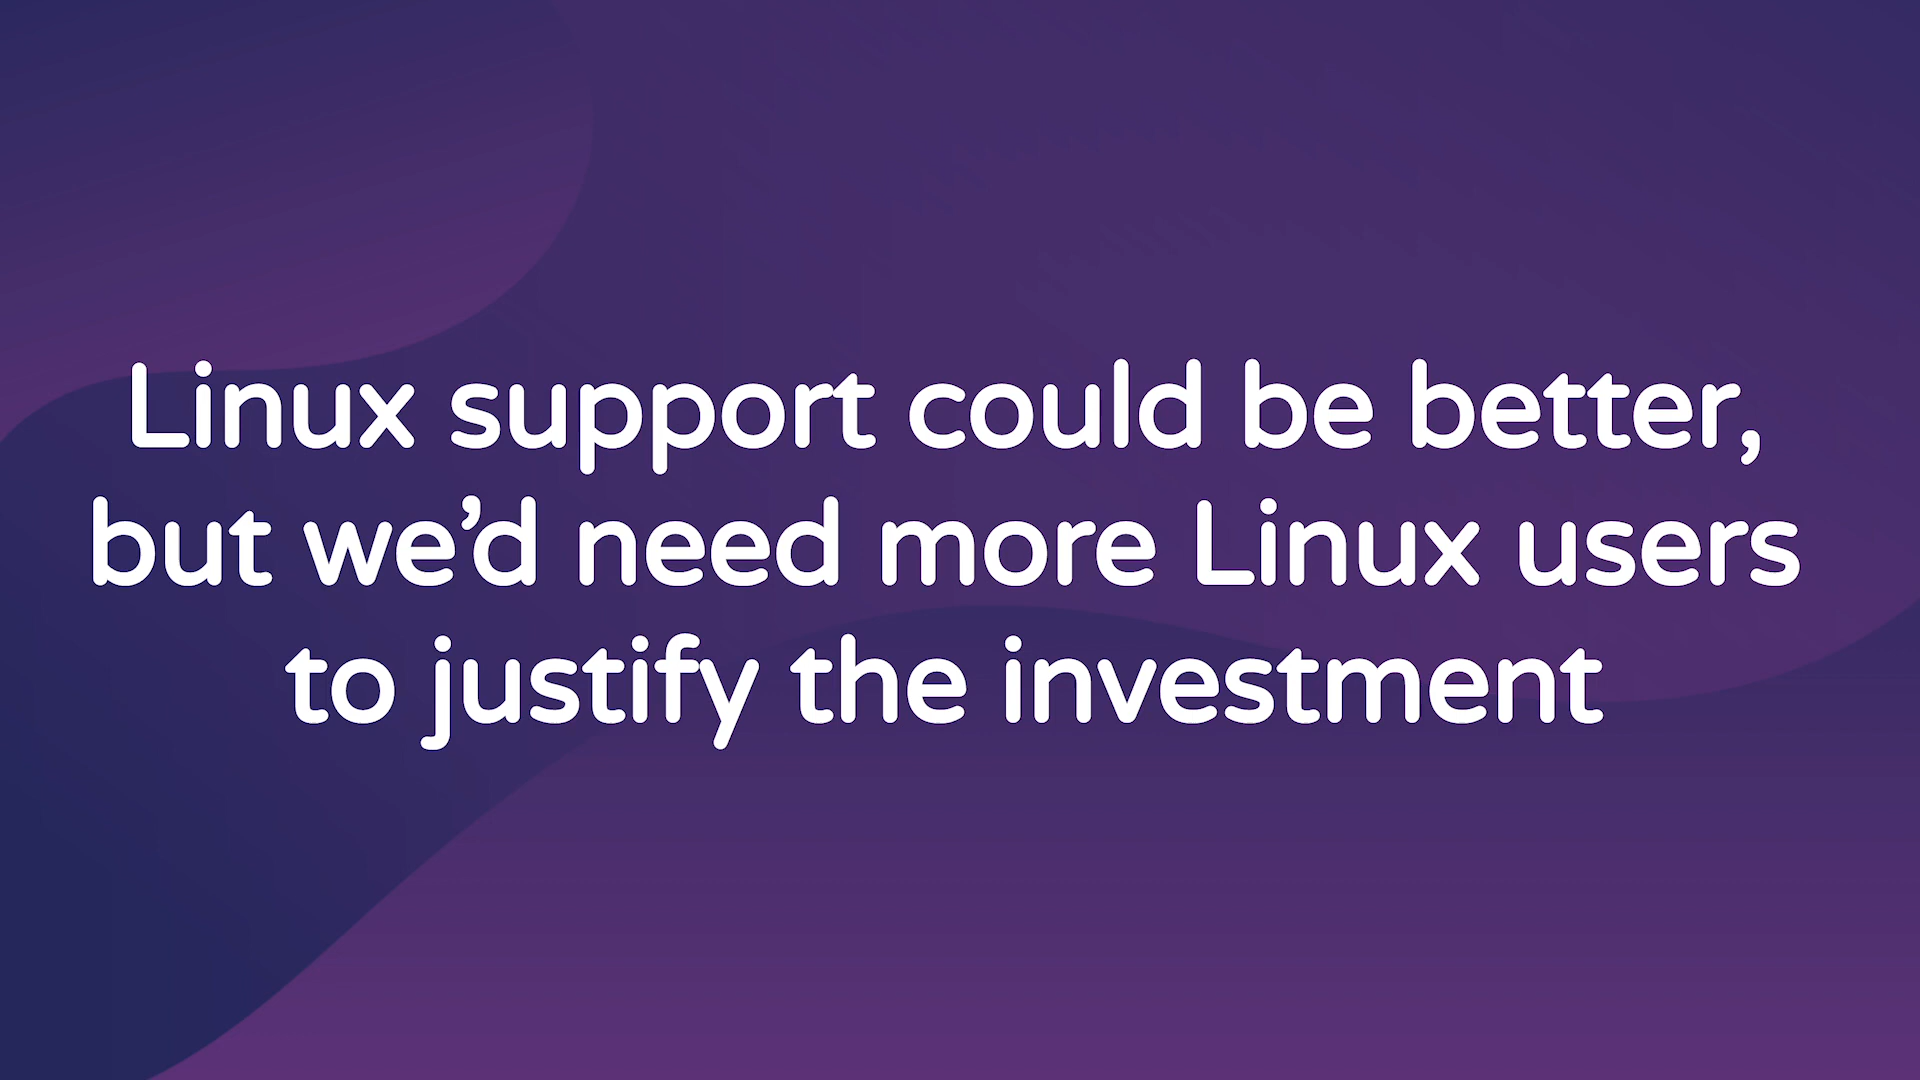 Linux support could be better,
but we’d need more Linux users
to justify the investment